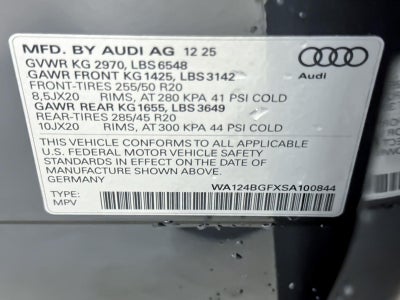 MFD. BY AUDI AG 12 25
GVWR KG 2970, LBS 6548
GAWR FRONT KG 1425, LBS 3142
FRONT-TIRES 255/50 R20
8,5JX20 RIMS, AT 280 KPA 41 PSI COLD
GAWR REAR KG 1655, LBS 3649
REAR-TIRES 285/45 R20
10JX20 RIMS, AT 300 KPA 44 PSI COLD
Audi
THIS VEHICLE CONFORMS TO ALL APPLICABLE
U.S. FEDERAL MOTOR VEHICLE SAFETY
STANDARDS IN EFFECT ON THE DATE OF
MANUFACTURE SHOWN ABOVE.
GERMANY
WA124BGFXSA100844
TYPE:
MPV